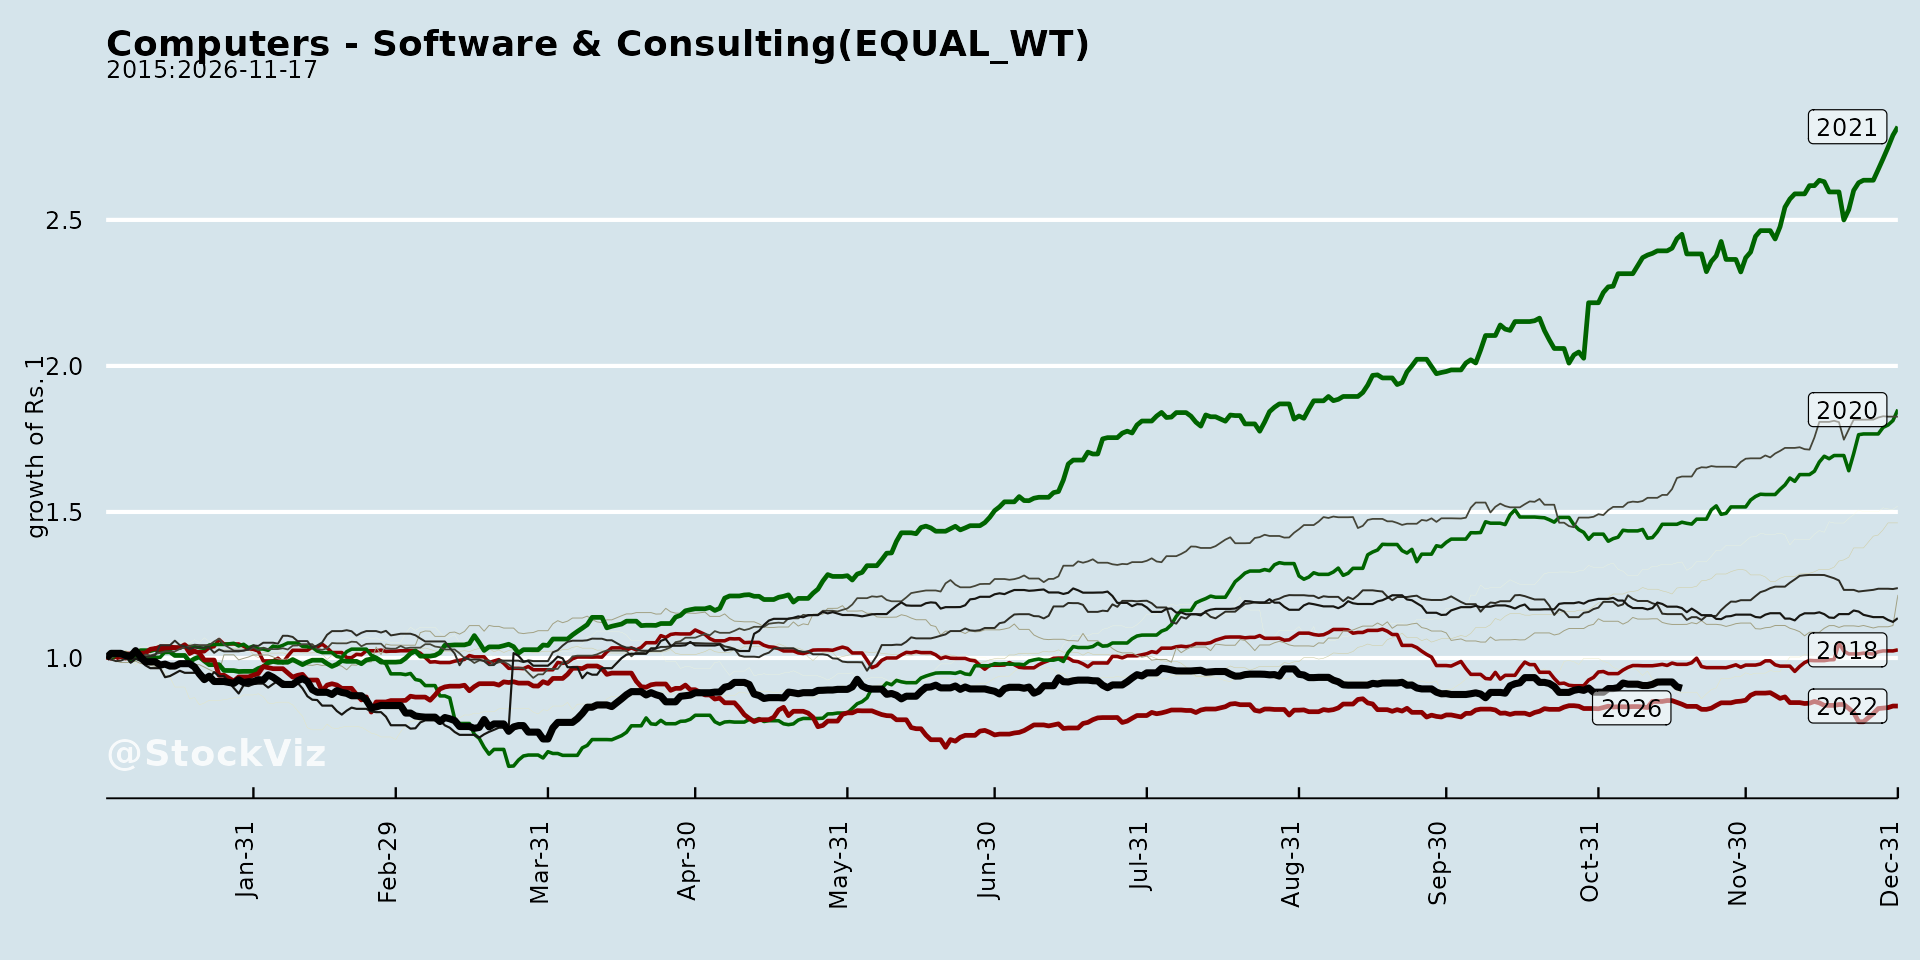 Computers - Software & Consulting(EQUAL_WT)
2015:2026-11-17
growth of Rs. 1
2.5
2.0
1.5
1.0
2021
2020
2018
2026
2022
@StockViz
Jan-31
Feb-29
Mar-31
Apr-30
May-31
Jun-30
Jul-31
Aug-31
Sep-30
Oct-31
Nov-30
Dec-31